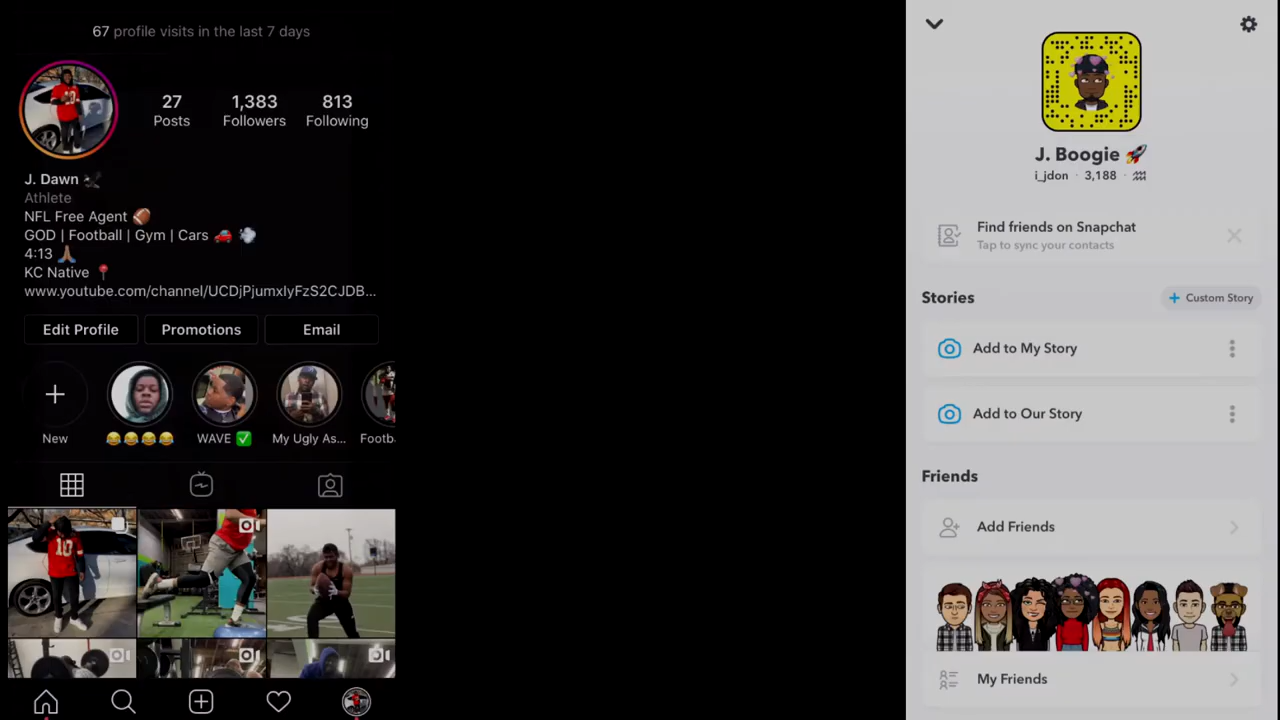 67 profile visits in the last 7 days
27
Posts
1,383
Followers
813
Following
J. Dawn
Athlete
NFL Free Agent 🏈
GOD | Football | Gym | Cars 🚗 💨
4:13 🙏🏽
KC Native 📍
www.youtube.com/channel/UCDjPjumxIyFzS2CJDB...
Edit Profile
Promotions
Email
New
😂😂😂😂
WAVE ✅
My Ugly As...
Footb
10
J. Boogie 🚀
i_jdon · 3,188 · ♒
Find friends on Snapchat
Tap to sync your contacts
Stories
+ Custom Story
Add to My Story
Add to Our Story
Friends
Add Friends
My Friends